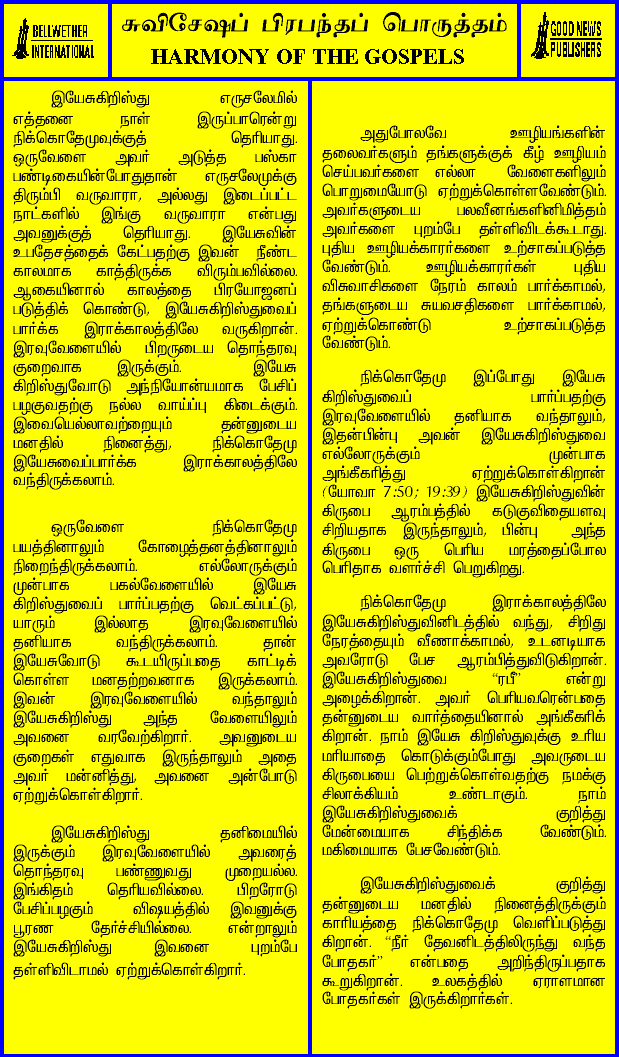 BELLWETHER
INTERNATIONAL
சுவிசேஷப் பிரபந்தப் பொருத்தம்
HARMONY OF THE GOSPELS
GOOD NEWS
PUBLISHERS
இயேசுகிறிஸ்து எருசலேமில்
எத்தனை நாள் இருப்பாரென்று
நிக்கொதேமுவுக்குத் தெரியாது.
ஒருவேளை அவர் அடுத்த பஸ்கா
பண்டிகையின்போதுதான் எருசலேமுக்கு
திரும்பி வருவாரா, அல்லது இடைப்பட்ட
நாட்களில் இங்கு வருவாரா என்பது
அவனுக்குத் தெரியாது. இயேசுவின்
உபதேசத்தைக் கேட்பதற்கு இவன் நீண்ட
காலமாக காத்திருக்க விரும்பவில்லை.
ஆகையினால் காலத்தை பிரயோஜனப்
படுத்திக் கொண்டு, இயேசுகிறிஸ்துவைப்
பார்க்க இராக்காலத்திலே வருகிறான்.
இரவுவேளையில் பிறருடைய தொந்தரவு
குறைவாக இருக்கும். இயேசு
கிறிஸ்துவோடு அந்நியோன்யமாக பேசிப்
பழகுவதற்கு நல்ல வாய்ப்பு கிடைக்கும்.
இவையெல்லாவற்றையும் தன்னுடைய
மனதில் நினைத்து, நிக்கொதேமு
இயேசுவைப்பார்க்க இராக்காலத்திலே
வந்திருக்கலாம்.
ஒருவேளை நிக்கொதேமு
பயத்தினாலும் கோழைத்தனத்தினாலும்
நிறைந்திருக்கலாம். எல்லோருக்கும்
முன்பாக பகல்வேளையில் இயேசு
கிறிஸ்துவைப் பார்ப்பதற்கு வெட்கப்பட்டு,
யாரும் இல்லாத இரவுவேளையில்
தனியாக வந்திருக்கலாம். தான்
இயேசுவோடு கூடயிருப்பதை காட்டிக்
கொள்ள மனதற்றவனாக இருக்கலாம்.
இவன் இரவுவேளையில் வந்தாலும்
இயேசுகிறிஸ்து அந்த வேளையிலும்
அவனை வரவேற்கிறார். அவனுடைய
குறைகள் எதுவாக இருந்தாலும் அதை
அவர் மன்னித்து, அவனை அன்போடு
ஏற்றுக்கொள்கிறார்.
இயேசுகிறிஸ்து தனிமையில்
இருக்கும் இரவுவேளையில் அவரைத்
தொந்தரவு பண்ணுவது முறையல்ல.
இங்கிதம் தெரியவில்லை. பிறரோடு
பேசிப்பழகும் விஷயத்தில் இவனுக்கு
பூரண தேர்ச்சியில்லை. என்றாலும்
இயேசுகிறிஸ்து இவனை புறம்பே
தள்ளிவிடாமல் ஏற்றுக்கொள்கிறார்.
அதுபோலவே ஊழியங்களின்
தலைவர்களும் தங்களுக்குக் கீழ் ஊழியம்
செய்பவர்களை எல்லா வேளைகளிலும்
பொறுமையோடு ஏற்றுக்கொள்ளவேண்டும்.
அவர்களுடைய பலவீனங்களினிமித்தம்
அவர்களை புறம்பே தள்ளிவிடக்கூடாது.
புதிய ஊழியக்காரர்களை உற்சாகப்படுத்த
வேண்டும். ஊழியக்காரர்கள் புதிய
விசுவாசிகளை நேரம் காலம் பார்க்காமல்,
தங்களுடைய சுயவசதிகளை பார்க்காமல்,
ஏற்றுக்கொண்டு உற்சாகப்படுத்த
வேண்டும்.
நிக்கொதேமு இப்போது இயேசு
கிறிஸ்துவைப் பார்ப்பதற்கு
இரவுவேளையில் தனியாக வந்தாலும்,
இதன்பின்பு அவன் இயேசுகிறிஸ்துவை
எல்லோருக்கும் முன்பாக
அங்கீகரித்து ஏற்றுக்கொள்கிறான்
(யோவா 7:50; 19:39) இயேசுகிறிஸ்துவின்
கிருபை ஆரம்பத்தில் கடுகுவிதையளவு
சிறியதாக இருந்தாலும், பின்பு அந்த
கிருபை ஒரு பெரிய மரத்தைப்போல
பெரிதாக வளர்ச்சி பெறுகிறது.
நிக்கொதேமு இராக்காலத்திலே
இயேசுகிறிஸ்துவினிடத்தில் வந்து, சிறிது
நேரத்தையும் வீணாக்காமல், உடனடியாக
அவரோடு பேச ஆரம்பித்துவிடுகிறான்.
இயேசுகிறிஸ்துவை “ரபீ” என்று
அழைக்கிறான். அவர் பெரியவரென்பதை
தன்னுடைய வார்த்தையினால் அங்கீகரிக்
கிறான். நாம் இயேசு கிறிஸ்துவுக்கு உரிய
மரியாதை கொடுக்கும்போது அவருடைய
கிருபையை பெற்றுக்கொள்வதற்கு நமக்கு
சிலாக்கியம் உண்டாகும். நாம்
இயேசுகிறிஸ்துவைக் குறித்து
மேன்மையாக சிந்திக்க வேண்டும்.
மகிமையாக பேசவேண்டும்.
இயேசுகிறிஸ்துவைக் குறித்து
தன்னுடைய மனதில் நினைத்திருக்கும்
காரியத்தை நிக்கொதேமு வெளிப்படுத்து
கிறான். “நீர் தேவனிடத்திலிருந்து வந்த
போதகர்” என்பதை அறிந்திருப்பதாக
கூறுகிறான். உலகத்தில் ஏராளமான
போதகர்கள் இருக்கிறார்கள்.